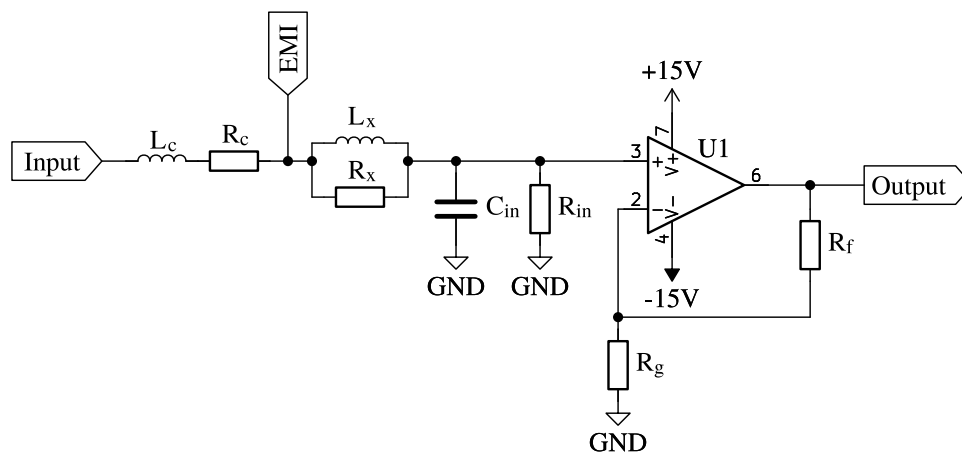 EMI
+15V
Input
Lc
Rc
Lx
Rx
Cin
Rin
GND
GND
3
2
+
-
V+
V-
7
4
U1
6
Output
-15V
Rf
Rg
GND